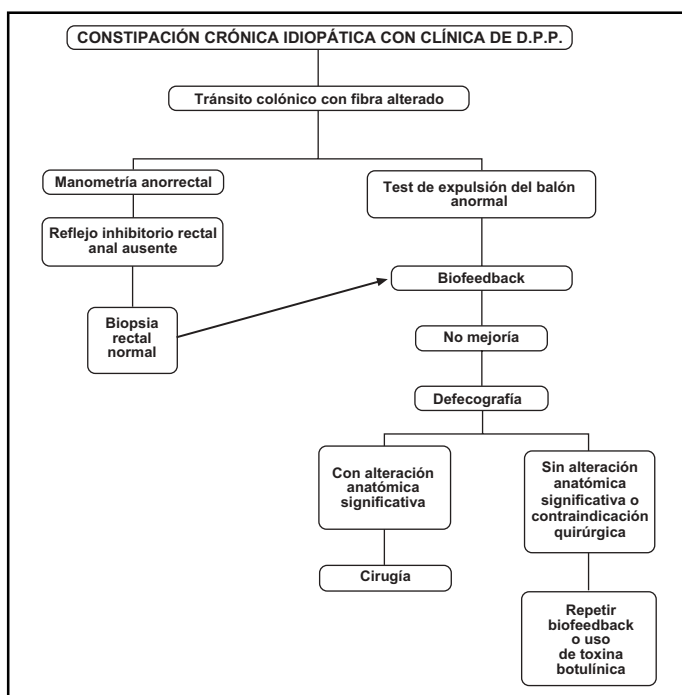 CONSTIPACIÓN CRÓNICA IDIOPÁTICA CON CLÍNICA DE D.P.P.
Tránsito colónico con fibra alterado
Manometría anorrectal
Test de expulsión del balón
anormal
Reflejo inhibitorio rectal
anal ausente
Biofeedback
Biopsia
rectal
normal
No mejoría
Defecografía
Con alteración
anatómica
significativa
Sin alteración
anatómica
significativa o
contraindicación
quirúrgica
Cirugía
Repetir
biofeedback
o uso
de toxina
botulínica